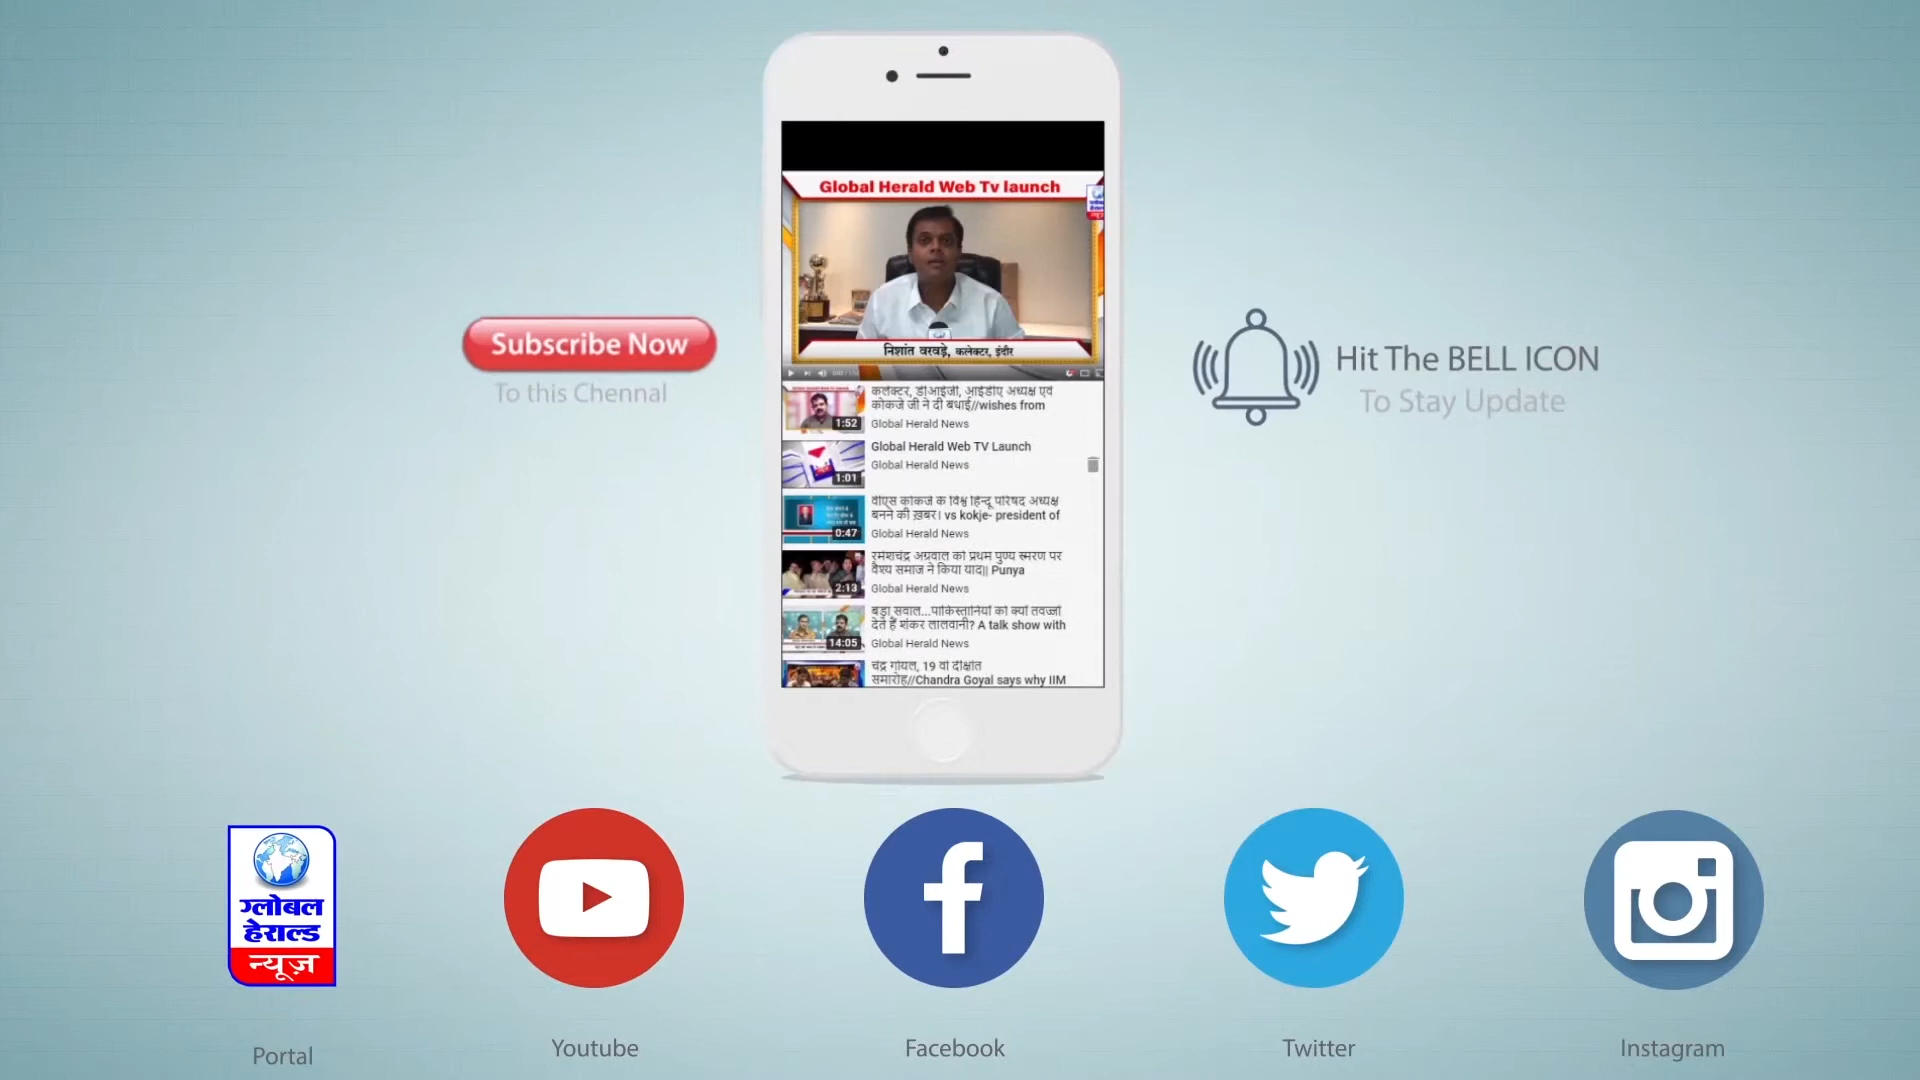 Global Herald Web Tv launch
निशांत वरवड़े, कलेक्टर, इंदौर
Subscribe Now
To this Chennal
Hit The BELL ICON
To Stay Update
कलेक्टर, डीआईजी, आईडीए अध्यक्ष एवं
कोकजे जी ने दी बधाई//wishes from
Global Herald News
1:52
Global Herald Web TV Launch
Global Herald News
1:01
वीएस कोकजे के विश्व हिन्दू परिषद अध्यक्ष
बनने की ख़बर। vs kokje- president of
Global Herald News
0:47
रमेशचंद्र अग्रवाल को प्रथम पुण्य स्मरण पर
वैश्य समाज ने किया याद|| Punya
Global Herald News
2:13
बड़ा सवाल...पाकिस्तानियों को क्यों तवज्जो
देते हैं शंकर लालवानी? A talk show with
Global Herald News
14:05
चंद्र गोयल, 19 वां दीक्षांत
समारोह//Chandra Goyal says why IIM
ग्लोबल
हेराल्ड
न्यूज़
Portal
Youtube
Facebook
Twitter
Instagram